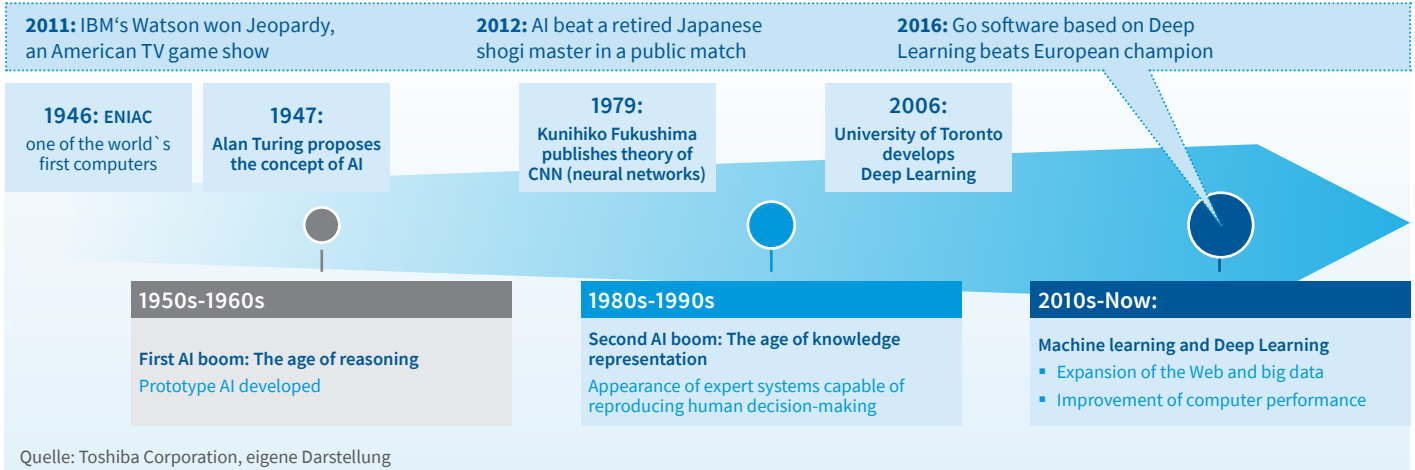 2011: IBM‘s Watson won Jeopardy,
an American TV game show
2012: AI beat a retired Japanese
shogi master in a public match
2016: Go software based on Deep
Learning beats European champion
1946: ENIAC
one of the world`s
first computers
1947:
Alan Turing proposes
the concept of AI
1979:
Kunihiko Fukushima
publishes theory of
CNN (neural networks)
2006:
University of Toronto
develops
Deep Learning
1950s-1960s
First AI boom: The age of reasoning
Prototype AI developed
1980s-1990s
Second AI boom: The age of knowledge
representation
Appearance of expert systems capable of
reproducing human decision-making
2010s-Now:
Machine learning and Deep Learning
▪ Expansion of the Web and big data
▪ Improvement of computer performance
Quelle: Toshiba Corporation, eigene Darstellung